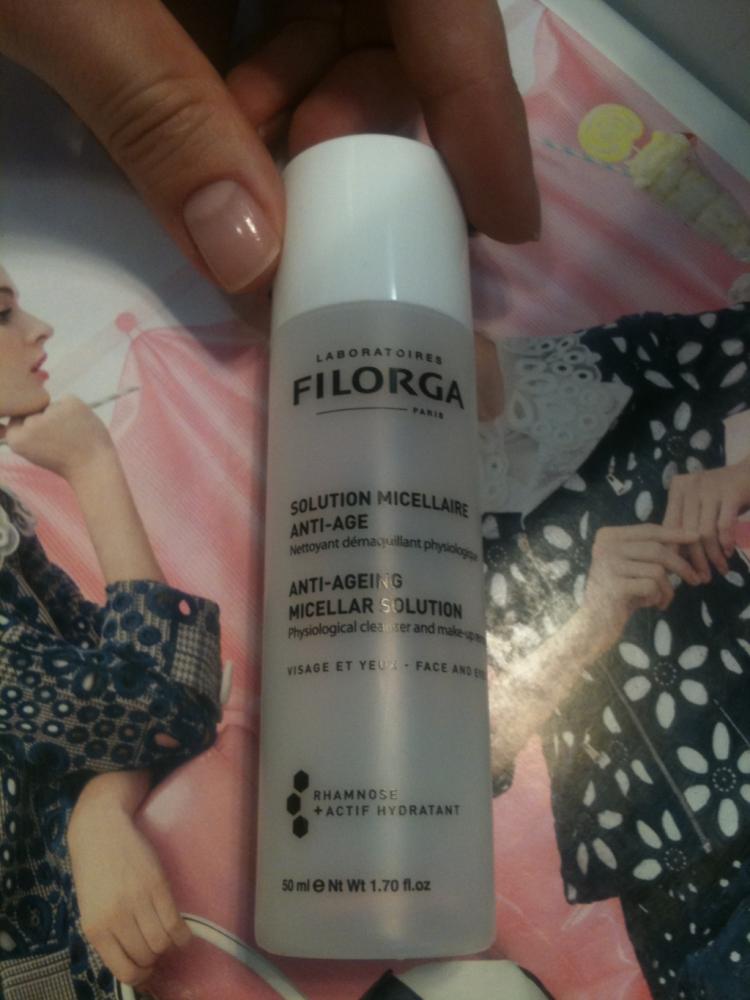 LABORATOIRES
FILORGA
PARIS
SOLUTION MICELLAIRE
ANTI-AGE
Nettoyant démaquillant physiologique
ANTI-AGEING
MICELLAR SOLUTION
Physiological cleanser and make-up
VISAGE ET YEUX - FACE AND
RHAMNOSE
+ACTIF HYDRATANT
50 ml ℮ Nt Wt 1.70 fl.oz